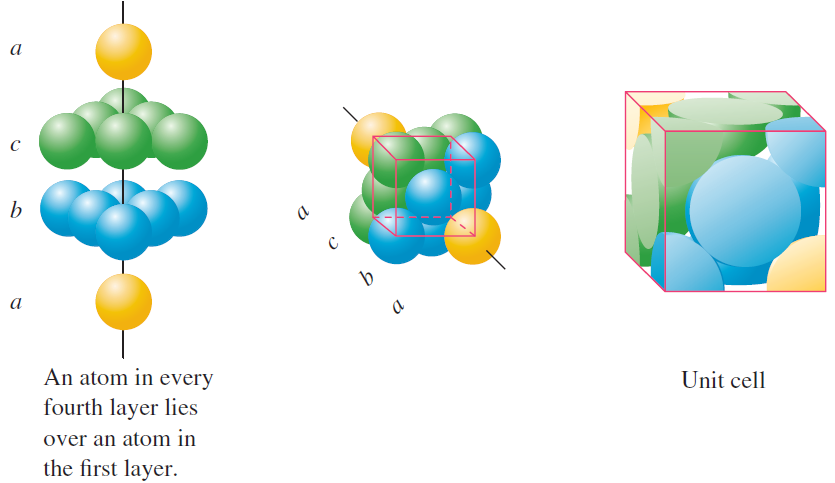 a
c
b
a
An atom in every
fourth layer lies
over an atom in
the first layer.
a
c
b
a
Unit cell